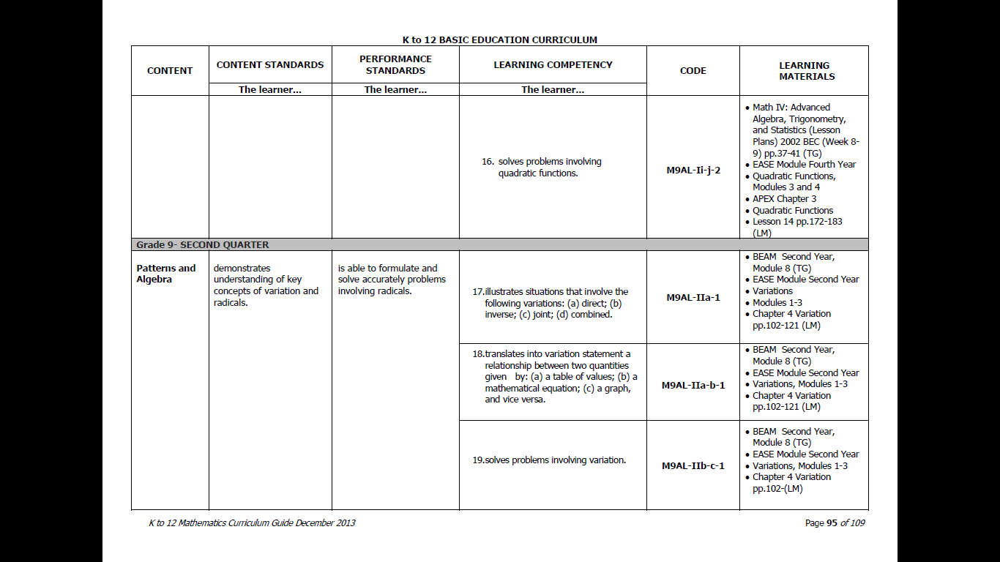 K to 12 BASIC EDUCATION CURRICULUM
CONTENT
CONTENT STANDARDS
PERFORMANCE
STANDARDS
LEARNING COMPETENCY
CODE
LEARNING
MATERIALS
The learner...
The learner...
The learner...
16. solves problems involving
quadratic functions.
M9AL-Ii-j-2
• Math IV: Advanced
Algebra, Trigonometry,
and Statistics (Lesson
Plans) 2002 BEC (Week 8-
9) pp.37-41 (TG)
• EASE Module Fourth Year
• Quadratic Functions,
Modules 3 and 4
• APEX Chapter 3
• Quadratic Functions
• Lesson 14 pp.172-183
(LM)
Grade 9- SECOND QUARTER
Patterns and
Algebra
demonstrates
understanding of key
concepts of variation and
radicals.
is able to formulate and
solve accurately problems
involving radicals.
17.illustrates situations that involve the
following variations: (a) direct; (b)
inverse; (c) joint; (d) combined.
M9AL-IIa-1
• BEAM Second Year,
Module 8 (TG)
• EASE Module Second Year
• Variations
• Modules 1-3
• Chapter 4 Variation
pp.102-121 (LM)
18.translates into variation statement a
relationship between two quantities
given by: (a) a table of values; (b) a
mathematical equation; (c) a graph,
and vice versa.
M9AL-IIa-b-1
• BEAM Second Year,
Module 8 (TG)
• EASE Module Second Year
• Variations, Modules 1-3
• Chapter 4 Variation
pp.102-121 (LM)
19.solves problems involving variation.
M9AL-IIb-c-1
• BEAM Second Year,
Module 8 (TG)
• EASE Module Second Year
• Variations, Modules 1-3
• Chapter 4 Variation
pp.102-(LM)
K to 12 Mathematics Curriculum Guide December 2013
Page 95 of 109